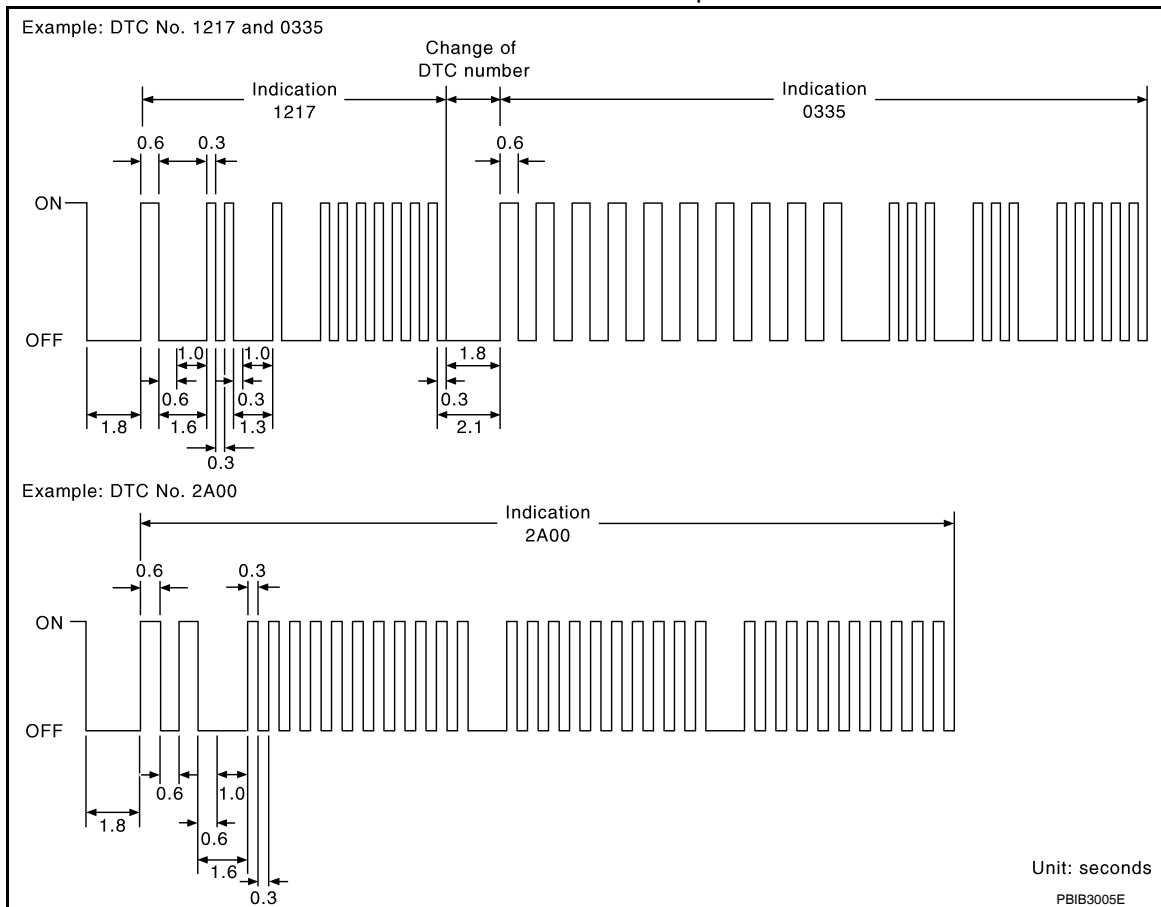 Example: DTC No. 1217 and 0335
Change of
DTC number
Indication
1217
Indication
0335
0.6
0.3
0.6
ON
OFF
1.0
1.0
1.8
0.6
0.3
0.3
1.8
1.6
1.3
2.1
0.3
Example: DTC No. 2A00
Indication
2A00
0.6
0.3
ON
OFF
0.6
1.0
1.8
0.6
1.6
0.3
Unit: seconds
PBIB3005E